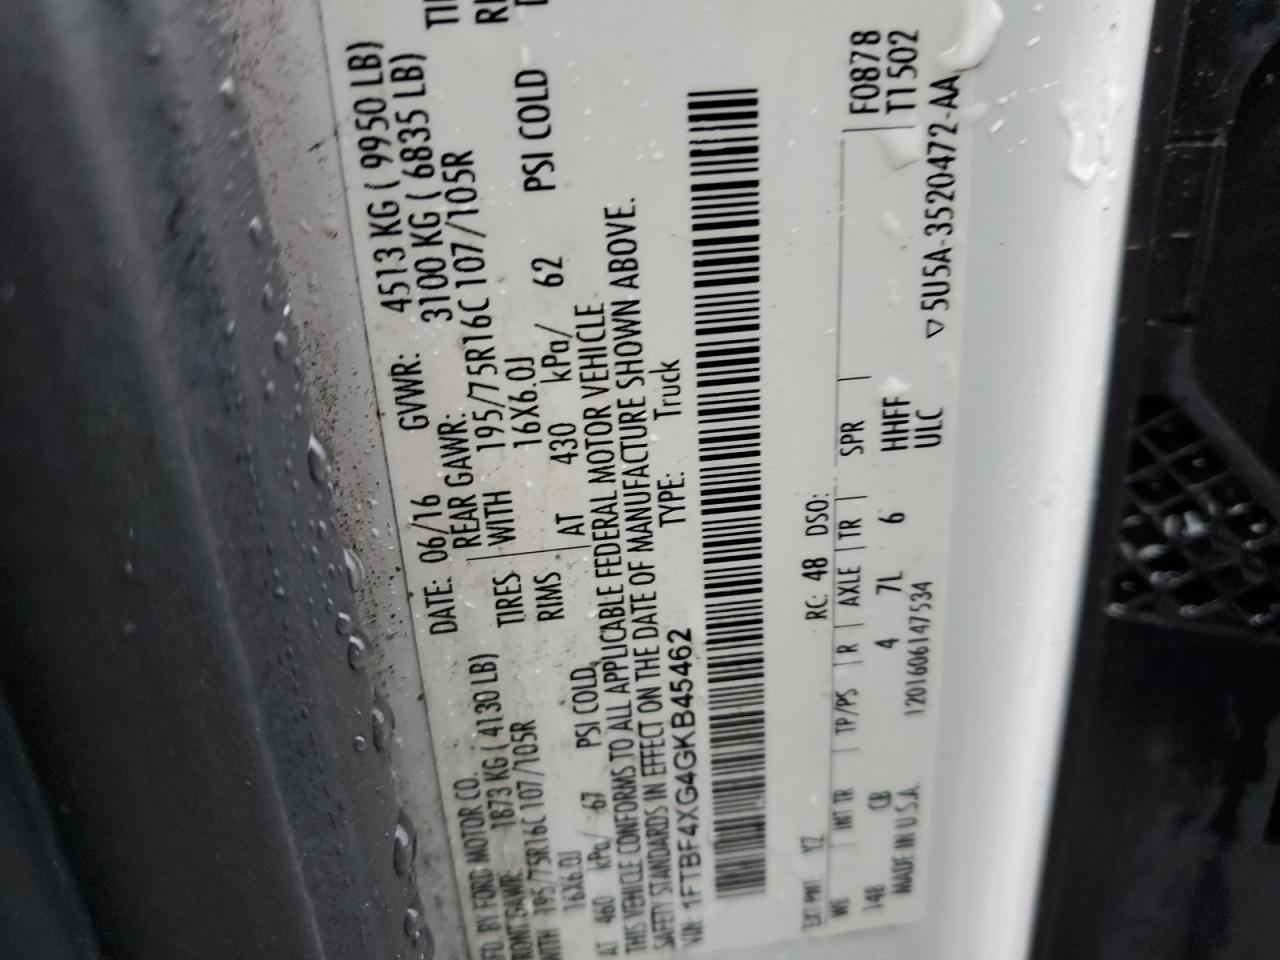 FD. BY FORD MOTOR CO.
DATE: 06/16 GVWR: 4513 KG ( 9950 LB)
RONT GAWR: 1873 KG ( 4130 LB)
REAR GAWR: 3100 KG ( 6835 LB)
WITH 195/75R16C 107/105R TIRES
WITH 195/75R16C 107/105R
16X6.0J RIMS
16X6.0J
AT 460 kPa/ 67 PSI COLD
AT 430 kPa/ 62 PSI COLD
THIS VEHICLE CONFORMS TO ALL APPLICABLE FEDERAL MOTOR VEHICLE
SAFETY STANDARDS IN EFFECT ON THE DATE OF MANUFACTURE SHOWN ABOVE.
VIN: 1FTBF4XG4GKB45462
TYPE: Truck
EXT PNT: YZ RC: 48 DSO:
WB INT TR TP/PS R AXLE TR SPR
148 CB 4 7L 6 HHFF
F0878
T1502
MADE IN U.S.A. 120160614 7534 ULC
▽ 5U5A-3520472-AA